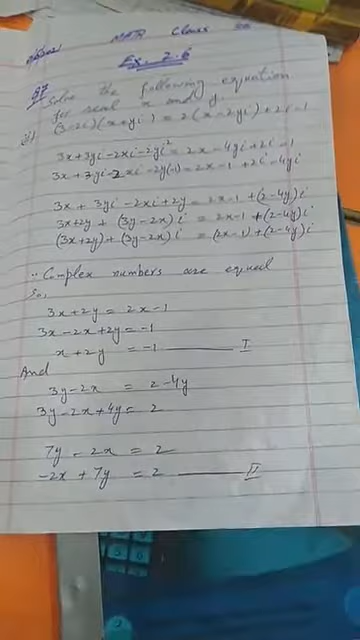 MATH Class
Ex. 2.6
Q7 Solve the following equation
for real x and y.
(3-2i)(x+yi) = 2(x-2yi)+2i-1
3x+3yi-2xi-2yi² = 2x-4yi+2i-1
3x+3yi-2xi-2y(-1) = 2x-1+2i-4yi
3x+3yi-2xi+2y = 2x-1+(2-4y)i
3x+2y+(3y-2x)i = 2x-1+(2-4y)i
(3x+2y)+(3y-2x)i = (2x-1)+(2-4y)i
∵ Complex numbers are equal
So,
3x+2y = 2x-1
3x-2x+2y = -1
x+2y = -1 — I
And
3y-2x = 2-4y
3y-2x+4y = 2
7y-2x = 2
-2x+7y = 2 — II